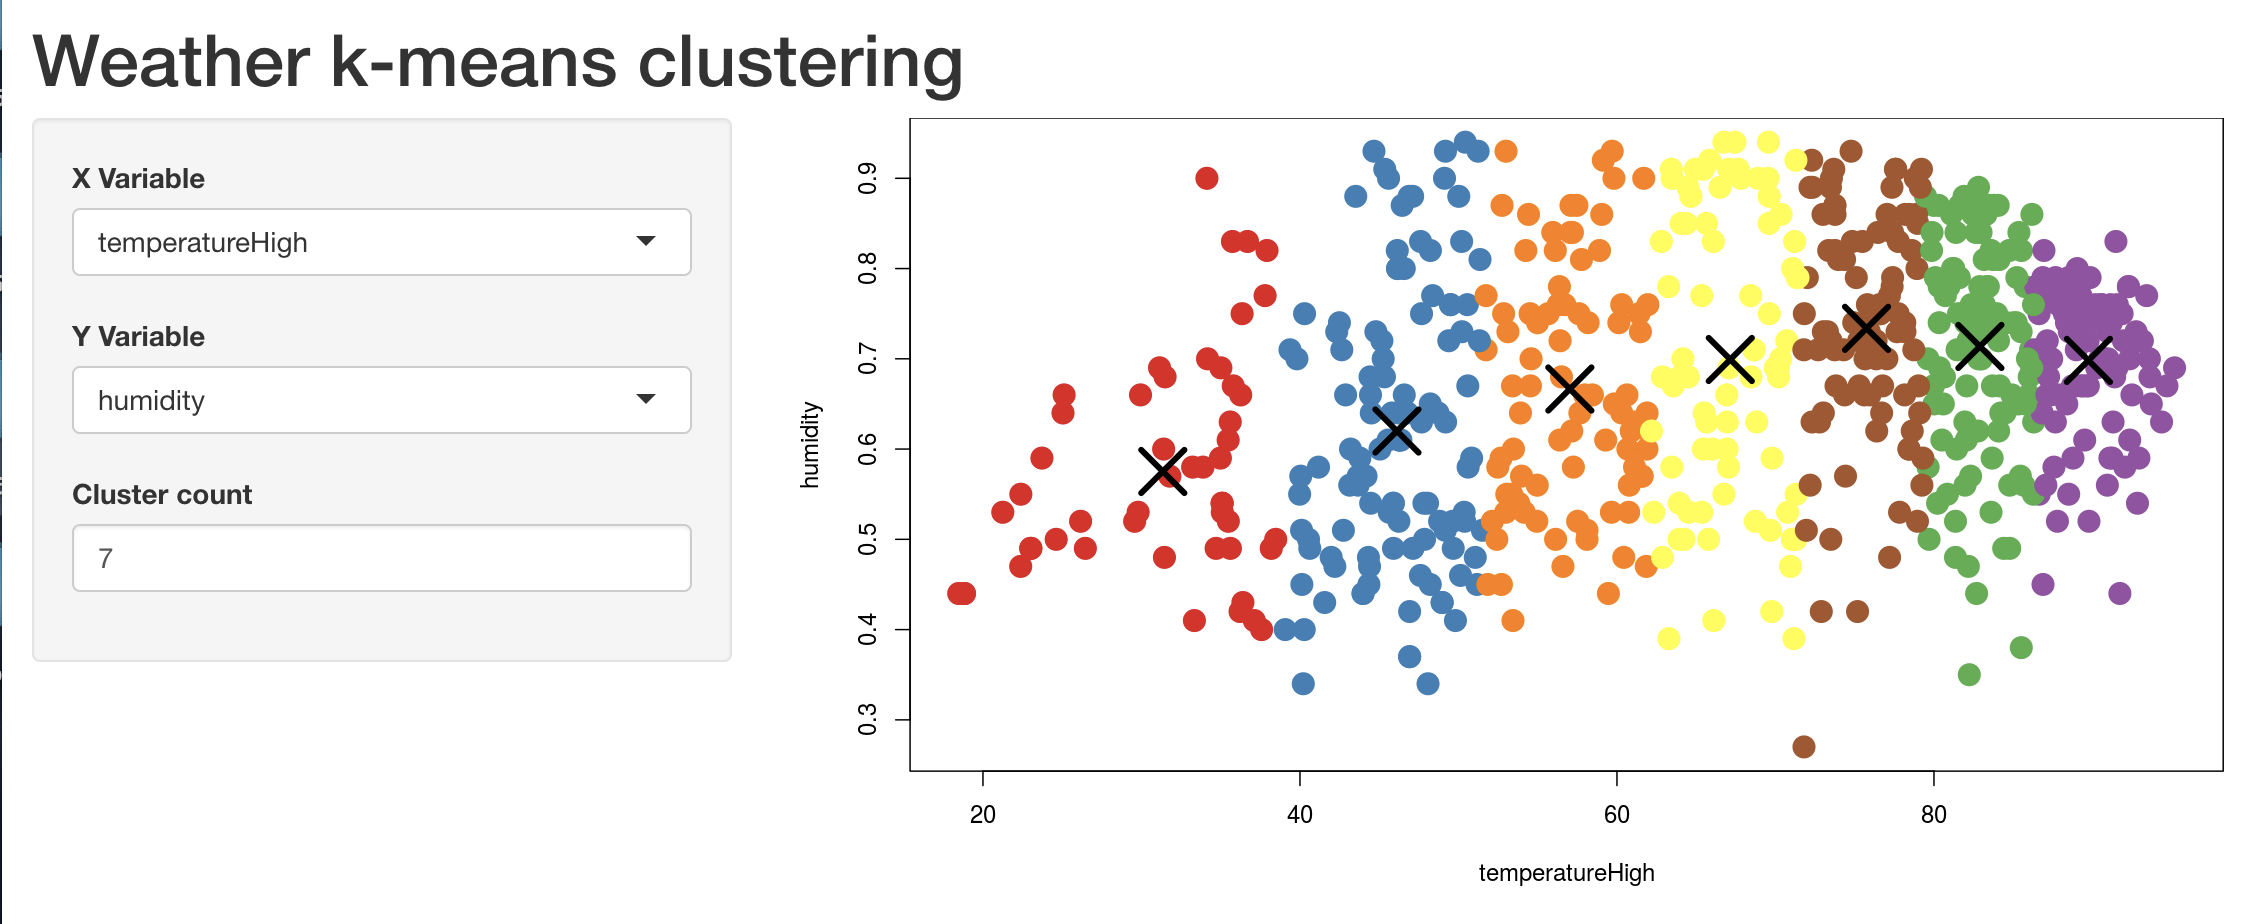 Weather k-means clustering
X Variable
temperatureHigh
Y Variable
humidity
Cluster count
7
humidity
0.9
0.8
0.7
0.6
0.5
0.4
0.3
20 40 60 80
temperatureHigh